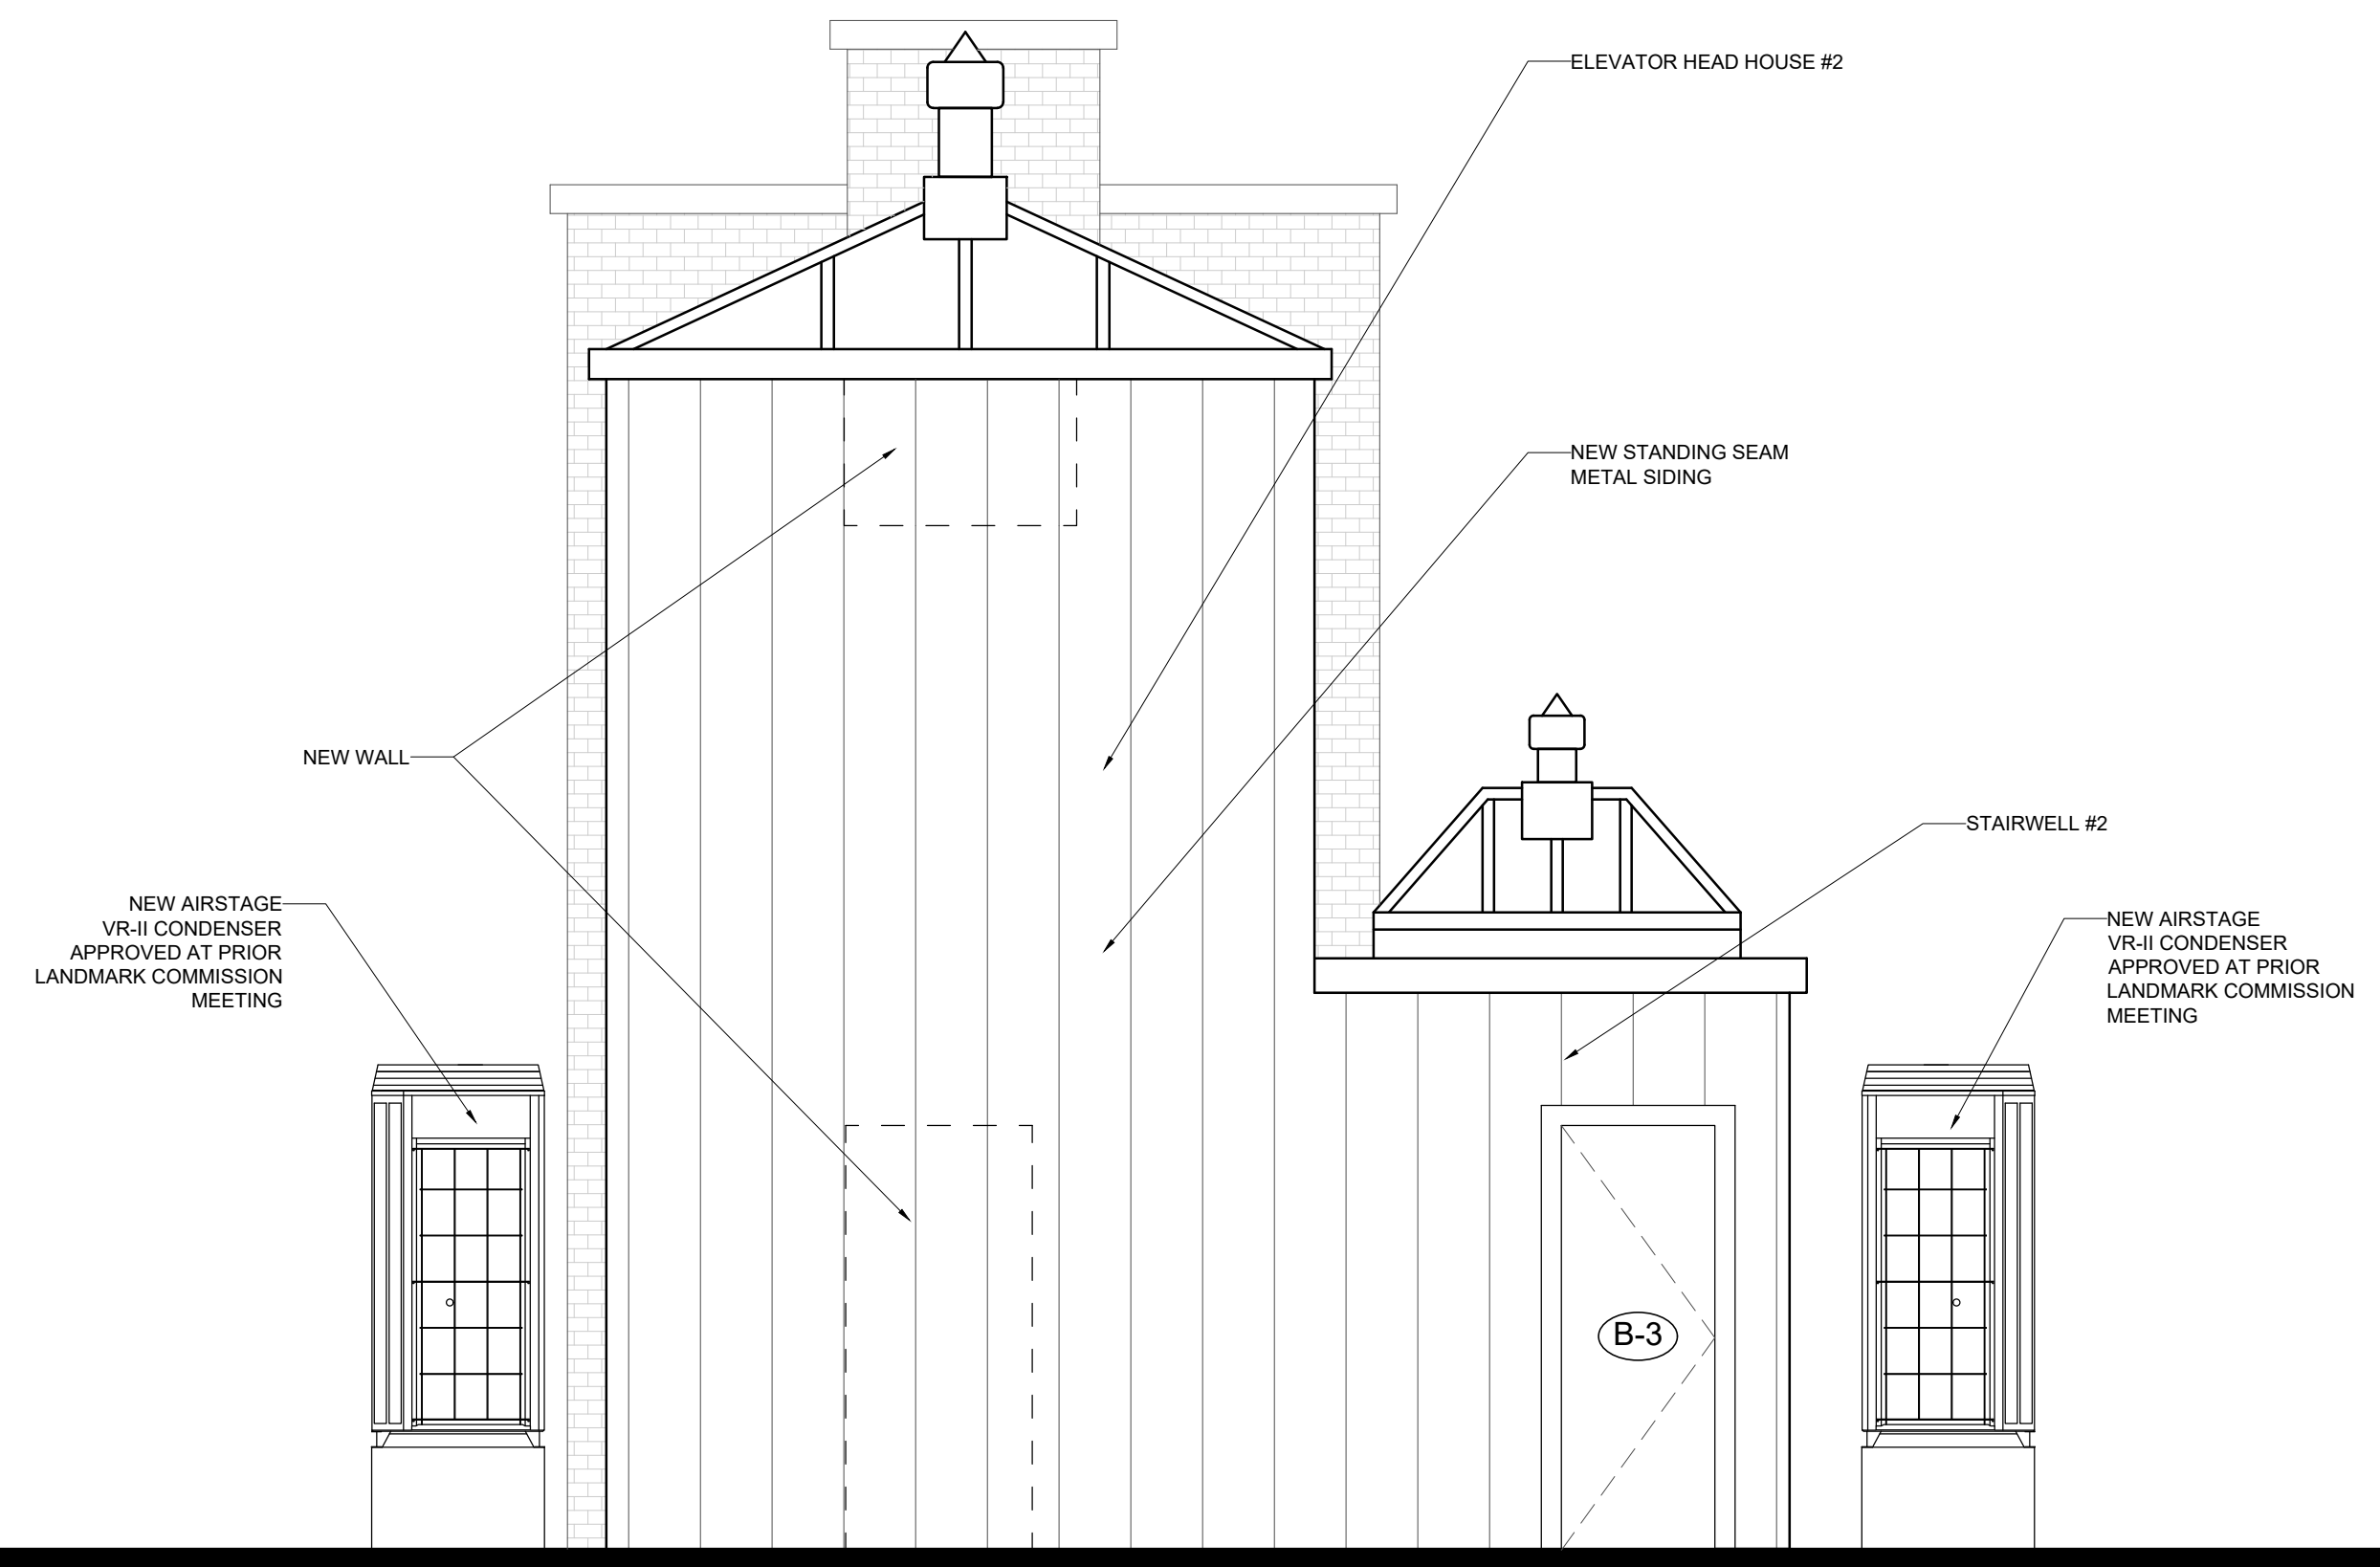 ELEVATOR HEAD HOUSE #2
NEW STANDING SEAM
METAL SIDING
NEW WALL
STAIRWELL #2
NEW AIRSTAGE
VR-II CONDENSER
APPROVED AT PRIOR
LANDMARK COMMISSION
MEETING
NEW AIRSTAGE
VR-II CONDENSER
APPROVED AT PRIOR
LANDMARK COMMISSION
MEETING
B-3